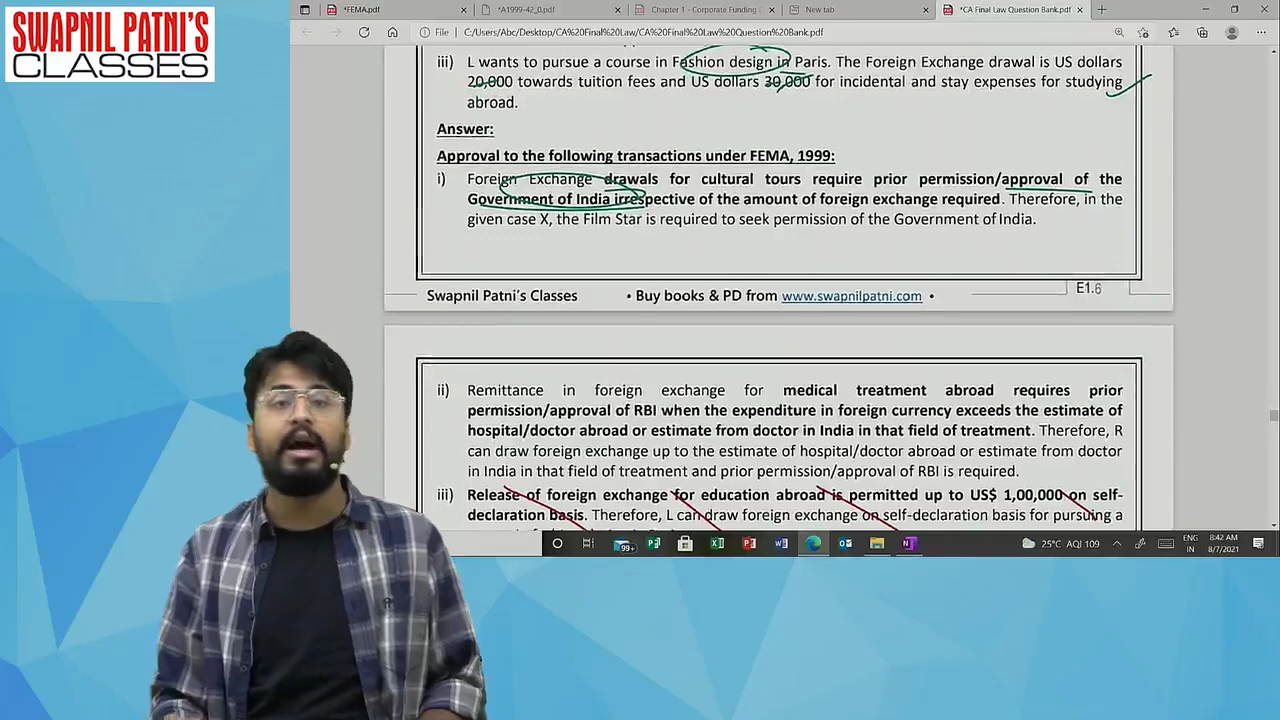 SWAPNIL PATNI'S
CLASSES
*FEMA.pdf
*A1999-42_0.pdf
Chapter 1 - Corporate Funding
New tab
*CA Final Law Question Bank.pdf
File
C:/Users/Abc/Desktop/CA%20Final%20Law/CA%20Final%20Law%20Question%20Bank.pdf
iii) L wants to pursue a course in Fashion design in Paris. The Foreign Exchange drawal is US dollars
20,000 towards tuition fees and US dollars 30,000 for incidental and stay expenses for studying
abroad.
Answer:
Approval to the following transactions under FEMA, 1999:
i) Foreign Exchange drawals for cultural tours require prior permission/approval of the
Government of India irrespective of the amount of foreign exchange required. Therefore, in the
given case X, the Film Star is required to seek permission of the Government of India.
Swapnil Patni's Classes • Buy books & PD from www.swapnilpatni.com •
E1.6
ii) Remittance in foreign exchange for medical treatment abroad requires prior
permission/approval of RBI when the expenditure in foreign currency exceeds the estimate of
hospital/doctor abroad or estimate from doctor in India in that field of treatment. Therefore, R
can draw foreign exchange up to the estimate of hospital/doctor abroad or estimate from doctor
in India in that field of treatment and prior permission/approval of RBI is required.
iii) Release of foreign exchange for education abroad is permitted up to US$ 1,00,000 on self-
declaration basis. Therefore, L can draw foreign exchange on self-declaration basis for pursuing a
99+
25°C AQI 109
ENG
IN
8:42 AM
8/7/2021